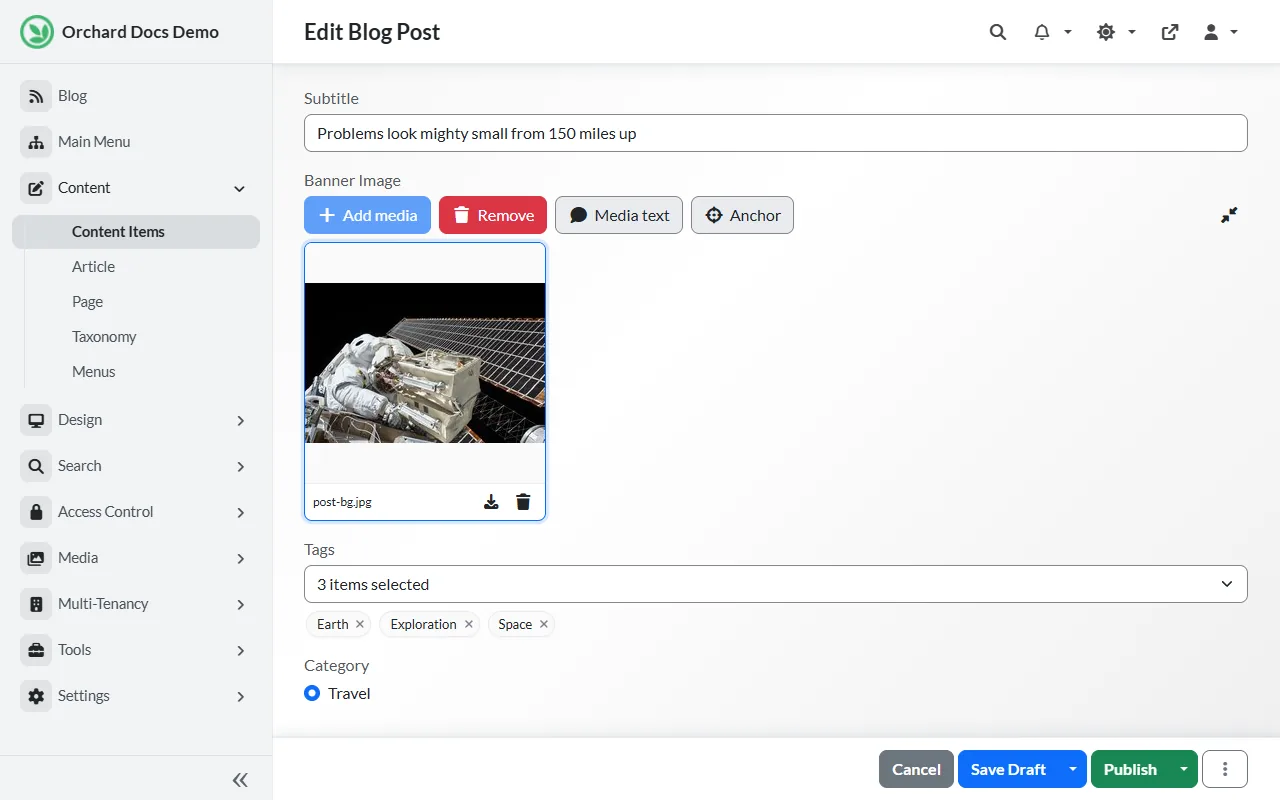 Orchard Docs Demo
Edit Blog Post
Blog
Main Menu
Content
Content Items
Article
Page
Taxonomy
Menus
Design
Search
Access Control
Media
Multi-Tenancy
Tools
Settings
Subtitle
Problems look mighty small from 150 miles up
Banner Image
Add media
Remove
Media text
Anchor
post-bg.jpg
Tags
3 items selected
Earth
Exploration
Space
Category
Travel
Cancel
Save Draft
Publish